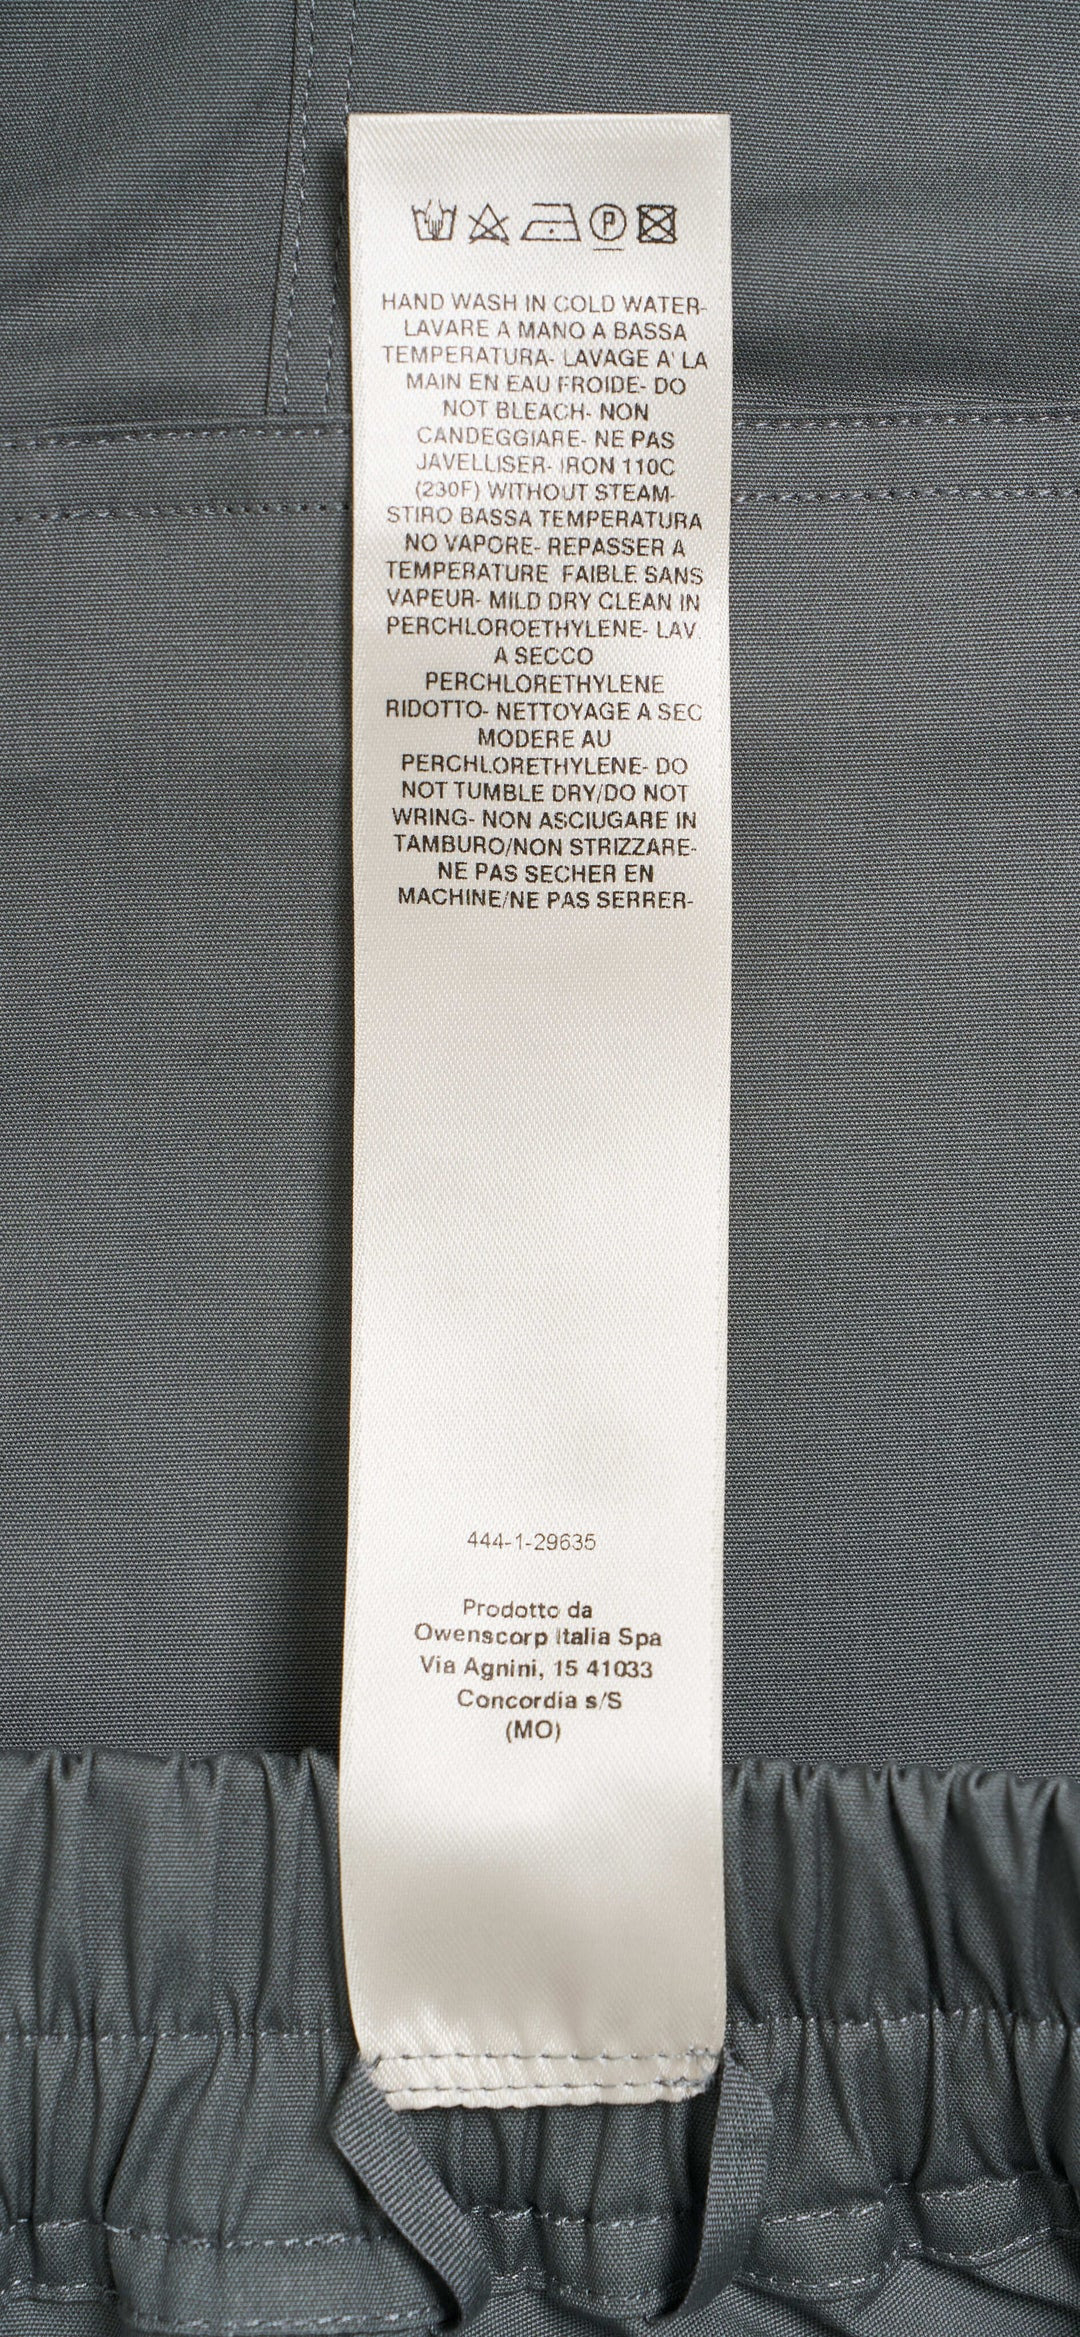 P
HAND WASH IN COLD WATER-
LAVARE A MANO A BASSA
TEMPERATURA- LAVAGE A' LA
MAIN EN EAU FROIDE- DO
NOT BLEACH- NON
CANDEGGIARE- NE PAS
JAVELLISER- IRON 110C
(230F) WITHOUT STEAM-
STIRO BASSA TEMPERATURA
NO VAPORE- REPASSER A
TEMPERATURE FAIBLE SANS
VAPEUR- MILD DRY CLEAN IN
PERCHLOROETHYLENE- LAV.
A SECCO
PERCHLORETHYLENE
RIDOTTO- NETTOYAGE A SEC
MODERE AU
PERCHLORETHYLENE- DO
NOT TUMBLE DRY/DO NOT
WRING- NON ASCIUGARE IN
TAMBURO/NON STRIZZARE-
NE PAS SECHER EN
MACHINE/NE PAS SERRER-
444-1-29635
Prodotto da
Owenscorp Italia Spa
Via Agnini, 15 41033
Concordia s/S
(MO)